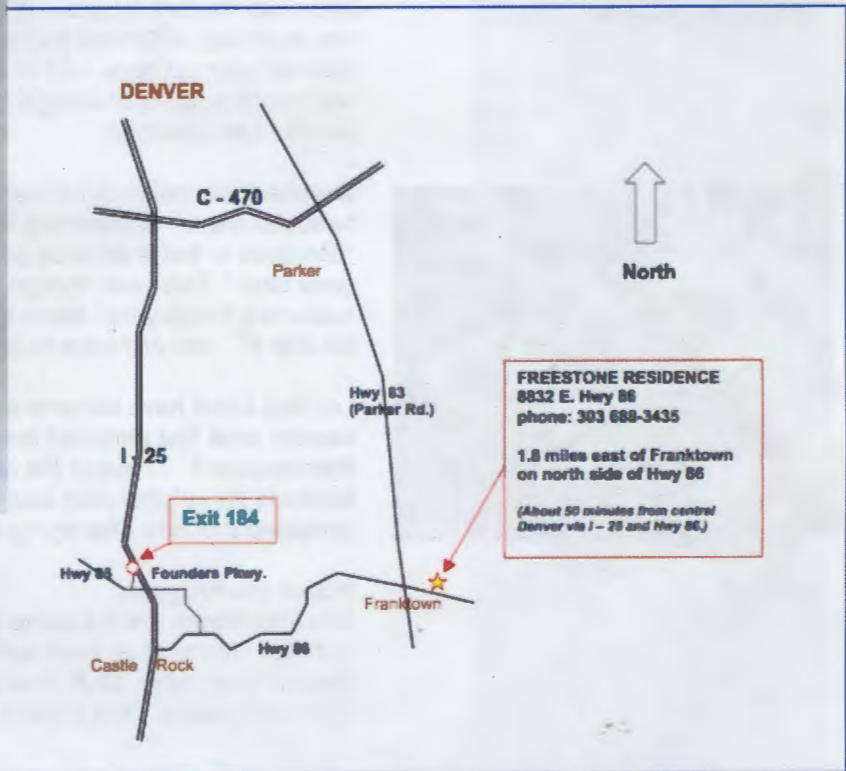 DENVER
C - 470
Parker
North
Hwy 83
(Parker Rd.)
FREESTONE RESIDENCE
8832 E. Hwy 86
phone: 303 688-3435
1.8 miles east of Franktown
on north side of Hwy 86
(About 50 minutes from central
Denver via I – 25 and Hwy 86.)
I - 25
Exit 184
Hwy 85
Founders Pkwy.
Franktown
Hwy 86
Castle Rock